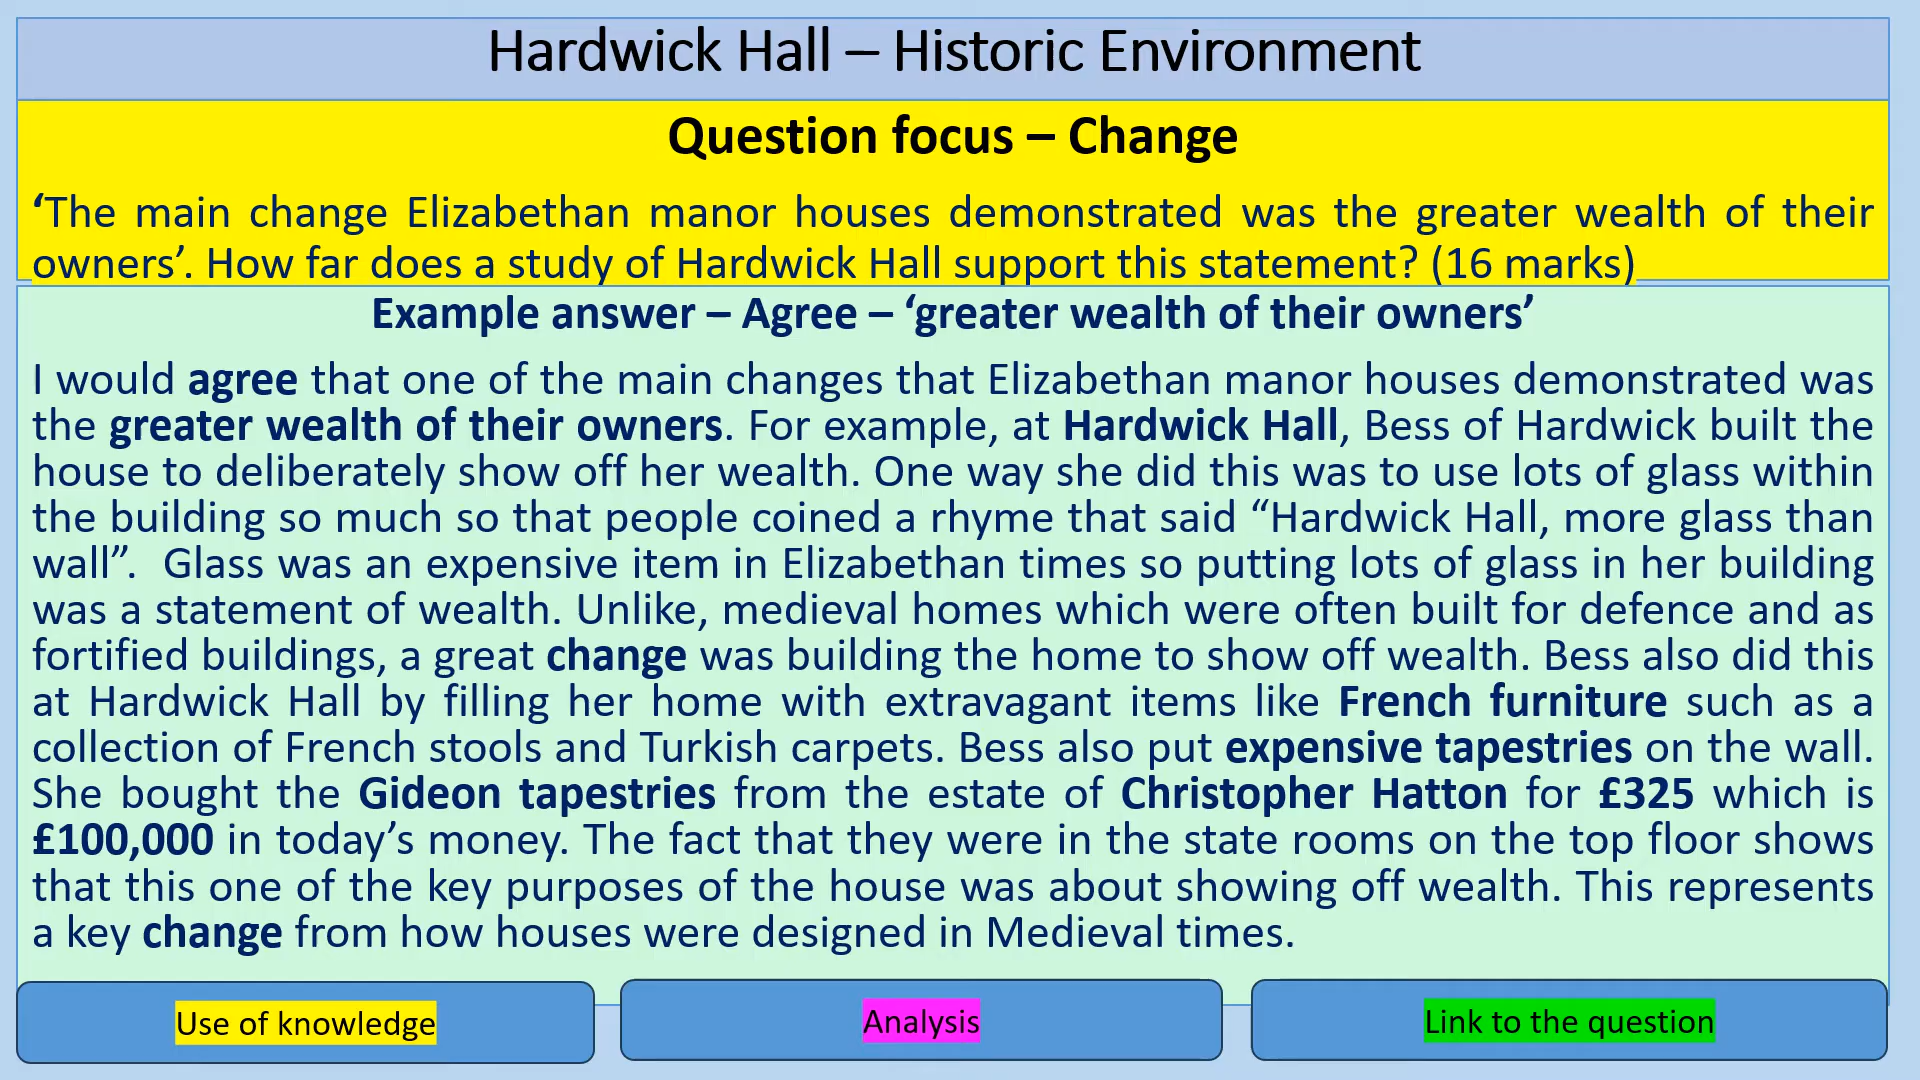 Hardwick Hall – Historic Environment
Question focus – Change
‘The main change Elizabethan manor houses demonstrated was the greater wealth of their
owners’. How far does a study of Hardwick Hall support this statement? (16 marks)
Example answer – Agree – ‘greater wealth of their owners’
I would agree that one of the main changes that Elizabethan manor houses demonstrated was
the greater wealth of their owners. For example, at Hardwick Hall, Bess of Hardwick built the
house to deliberately show off her wealth. One way she did this was to use lots of glass within
the building so much so that people coined a rhyme that said “Hardwick Hall, more glass than
wall”.  Glass was an expensive item in Elizabethan times so putting lots of glass in her building
was a statement of wealth. Unlike, medieval homes which were often built for defence and as
fortified buildings, a great change was building the home to show off wealth. Bess also did this
at Hardwick Hall by filling her home with extravagant items like French furniture such as a
collection of French stools and Turkish carpets. Bess also put expensive tapestries on the wall.
She bought the Gideon tapestries from the estate of Christopher Hatton for £325 which is
£100,000 in today’s money. The fact that they were in the state rooms on the top floor shows
that this one of the key purposes of the house was about showing off wealth. This represents
a key change from how houses were designed in Medieval times.
Use of knowledge
Analysis
Link to the question